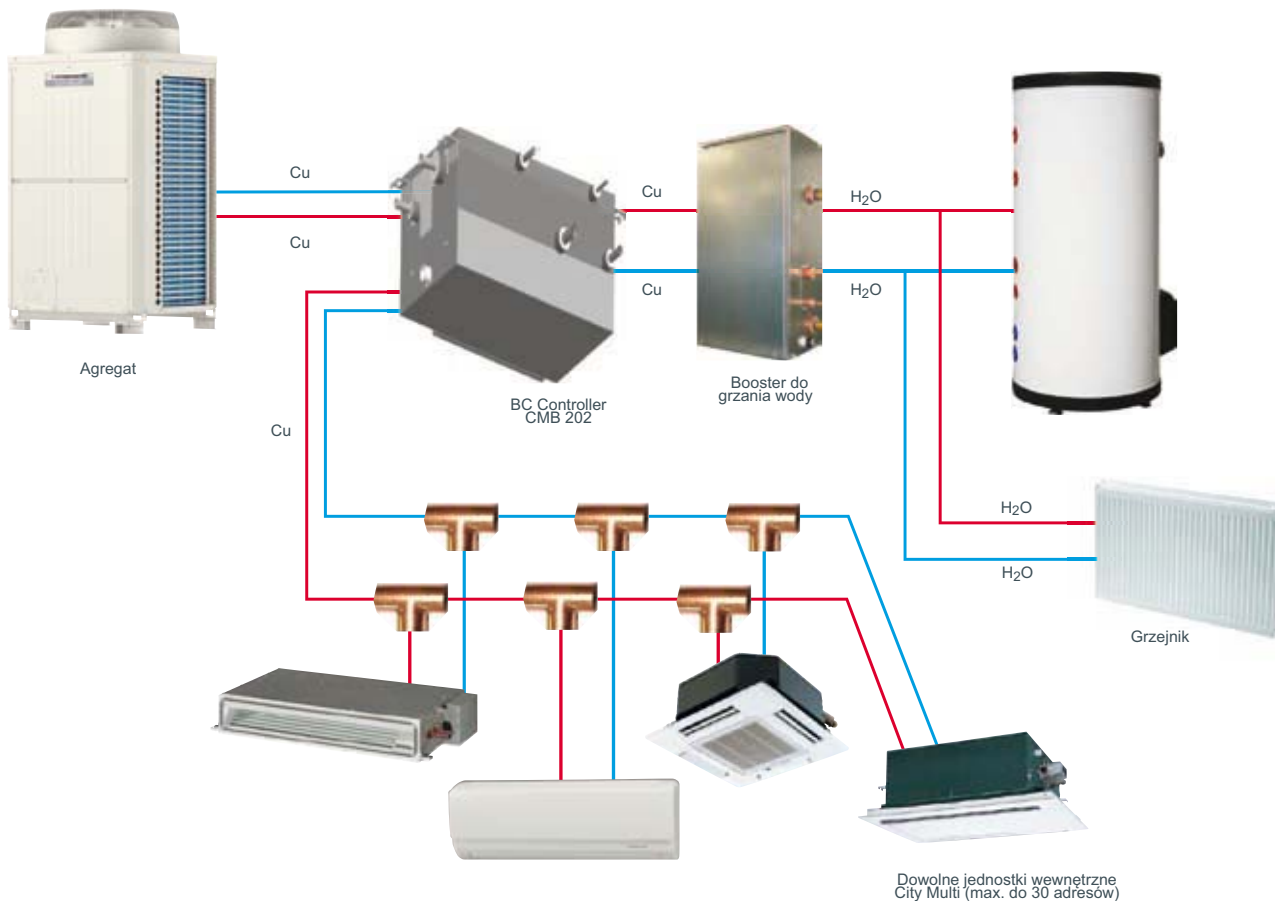 Cu
Cu
H2O
Cu
Cu
H2O
Agregat
BC Controller
CMB 202
Booster do
grzania wody
Cu
H2O
H2O
Grzejnik
Dowolne jednostki wewnętrzne
City Multi (max. do 30 adresów)